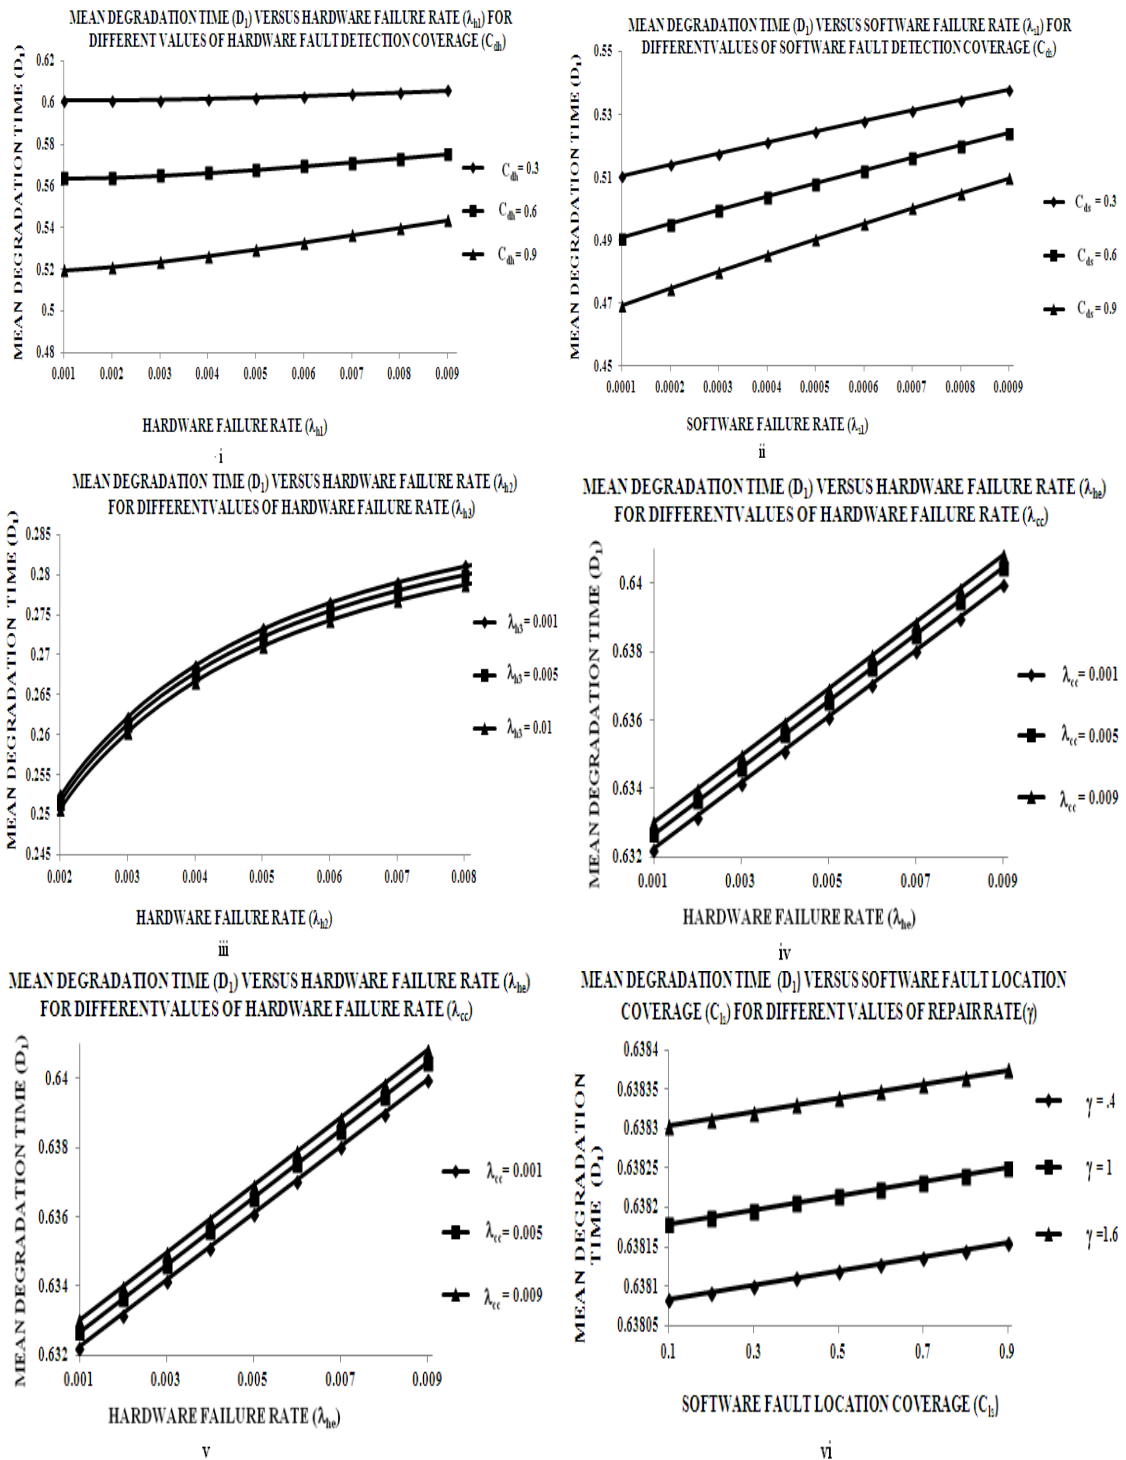 MEAN DEGRADATION TIME (D₁) VERSUS HARDWARE FAILURE RATE (λh1) FOR
DIFFERENT VALUES OF HARDWARE FAULT DETECTION COVERAGE (Cdh)
MEAN DEGRADATION TIME (D₁)
0.62
0.6
0.58
0.56
0.54
0.52
0.5
0.48
0.001 0.002 0.003 0.004 0.005 0.006 0.007 0.008 0.009
Cdh = 0.3
Cdh = 0.6
Cdh = 0.9
HARDWARE FAILURE RATE (λh1)
i
MEAN DEGRADATION TIME (D₁) VERSUS SOFTWARE FAILURE RATE (λs1) FOR
DIFFERENTVALUES OF SOFTWARE FAULT DETECTION COVERAGE (Cds)
MEAN DEGRADATION TIME (D₁)
0.55
0.53
0.51
0.49
0.47
0.45
0.0001 0.0002 0.0003 0.0004 0.0005 0.0006 0.0007 0.0008 0.0009
Cds = 0.3
Cds = 0.6
Cds = 0.9
SOFTWARE FAILURE RATE (λs1)
ii
MEAN DEGRADATION TIME (D₁) VERSUS HARDWARE FAILURE RATE (λh2)
FOR DIFFERENTVALUES OF HARDWARE FAILURE RATE (λh3)
MEAN DEGRADATION TIME (D₁)
0.285
0.28
0.275
0.27
0.265
0.26
0.255
0.25
0.245
0.002 0.003 0.004 0.005 0.006 0.007 0.008
λh3 = 0.001
λh3 = 0.005
λh3 = 0.01
HARDWARE FAILURE RATE (λh2)
iii
MEAN DEGRADATION TIME (D₁) VERSUS HARDWARE FAILURE RATE (λhe)
FOR DIFFERENTVALUES OF HARDWARE FAILURE RATE (λcc)
MEAN DEGRADATION TIME (D₁)
0.64
0.638
0.636
0.634
0.632
0.001 0.003 0.005 0.007 0.009
λcc = 0.001
λcc = 0.005
λcc = 0.009
HARDWARE FAILURE RATE (λhe)
iv
MEAN DEGRADATION TIME (D₁) VERSUS HARDWARE FAILURE RATE (λhe)
FOR DIFFERENTVALUES OF HARDWARE FAILURE RATE (λcc)
MEAN DEGRADATION TIME (D₁)
0.64
0.638
0.636
0.634
0.632
0.001 0.003 0.005 0.007 0.009
λcc = 0.001
λcc = 0.005
λcc = 0.009
HARDWARE FAILURE RATE (λhe)
v
MEAN DEGRADATION TIME (D₁) VERSUS SOFTWARE FAULT LOCATION
COVERAGE (Cls) FOR DIFFERENT VALUES OF REPAIR RATE(γ)
MEAN DEGRADATION
TIME (D₁)
0.6384
0.63835
0.6383
0.63825
0.6382
0.63815
0.6381
0.63805
0.1 0.3 0.5 0.7 0.9
γ = .4
γ = 1
γ =1.6
SOFTWARE FAULT LOCATION COVERAGE (Cls)
vi